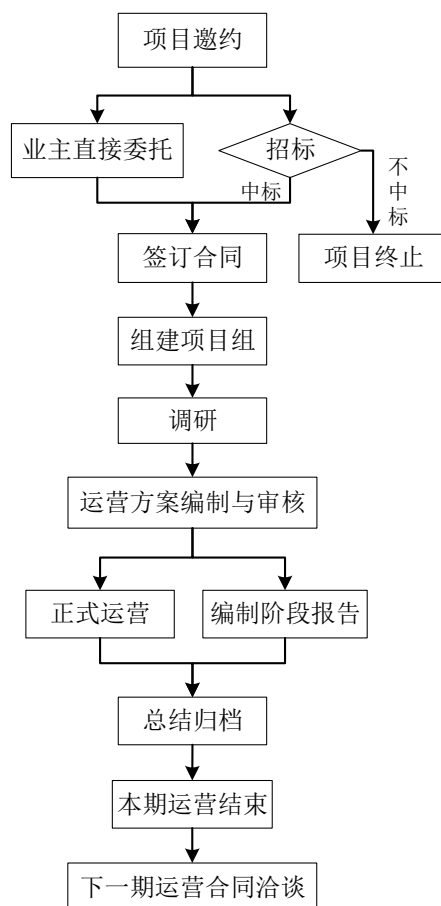 项目邀约
业主直接委托
招标
不中标
中标
签订合同
项目终止
组建项目组
调研
运营方案编制与审核
正式运营
编制阶段报告
总结归档
本期运营结束
下一期运营合同洽谈